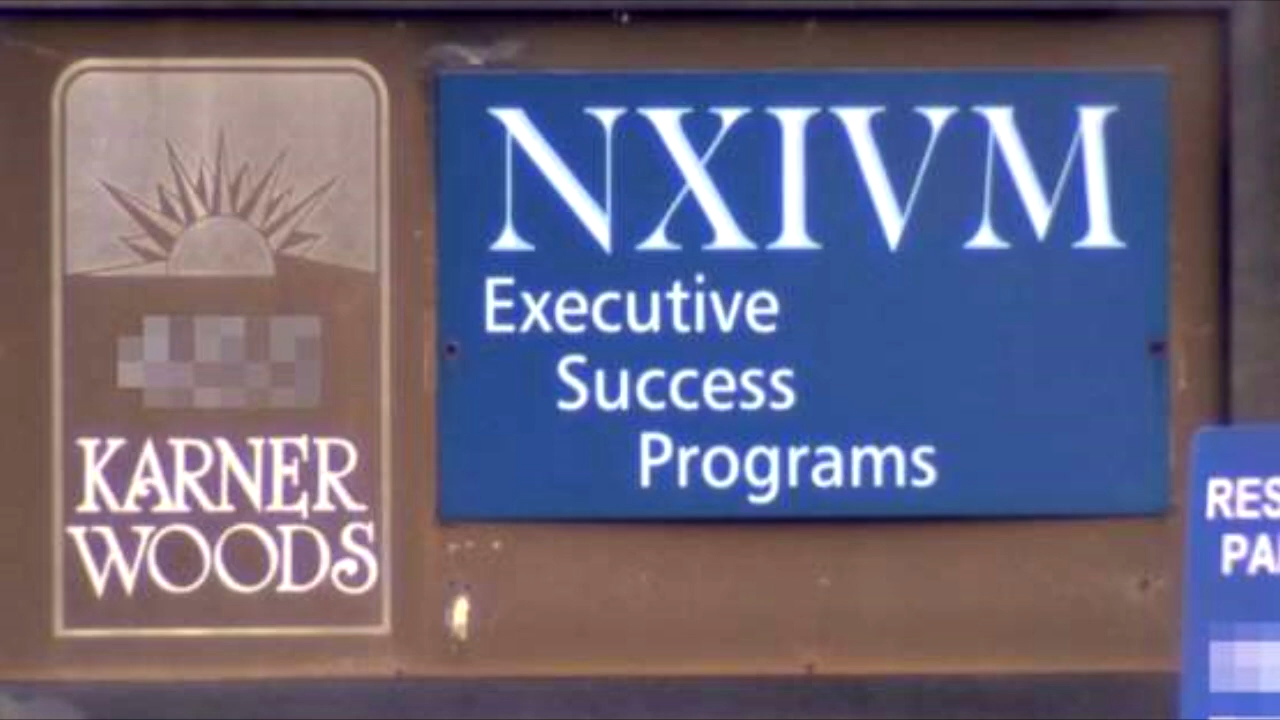 KARNER
WOODS
NXIVM
Executive
Success
Programs